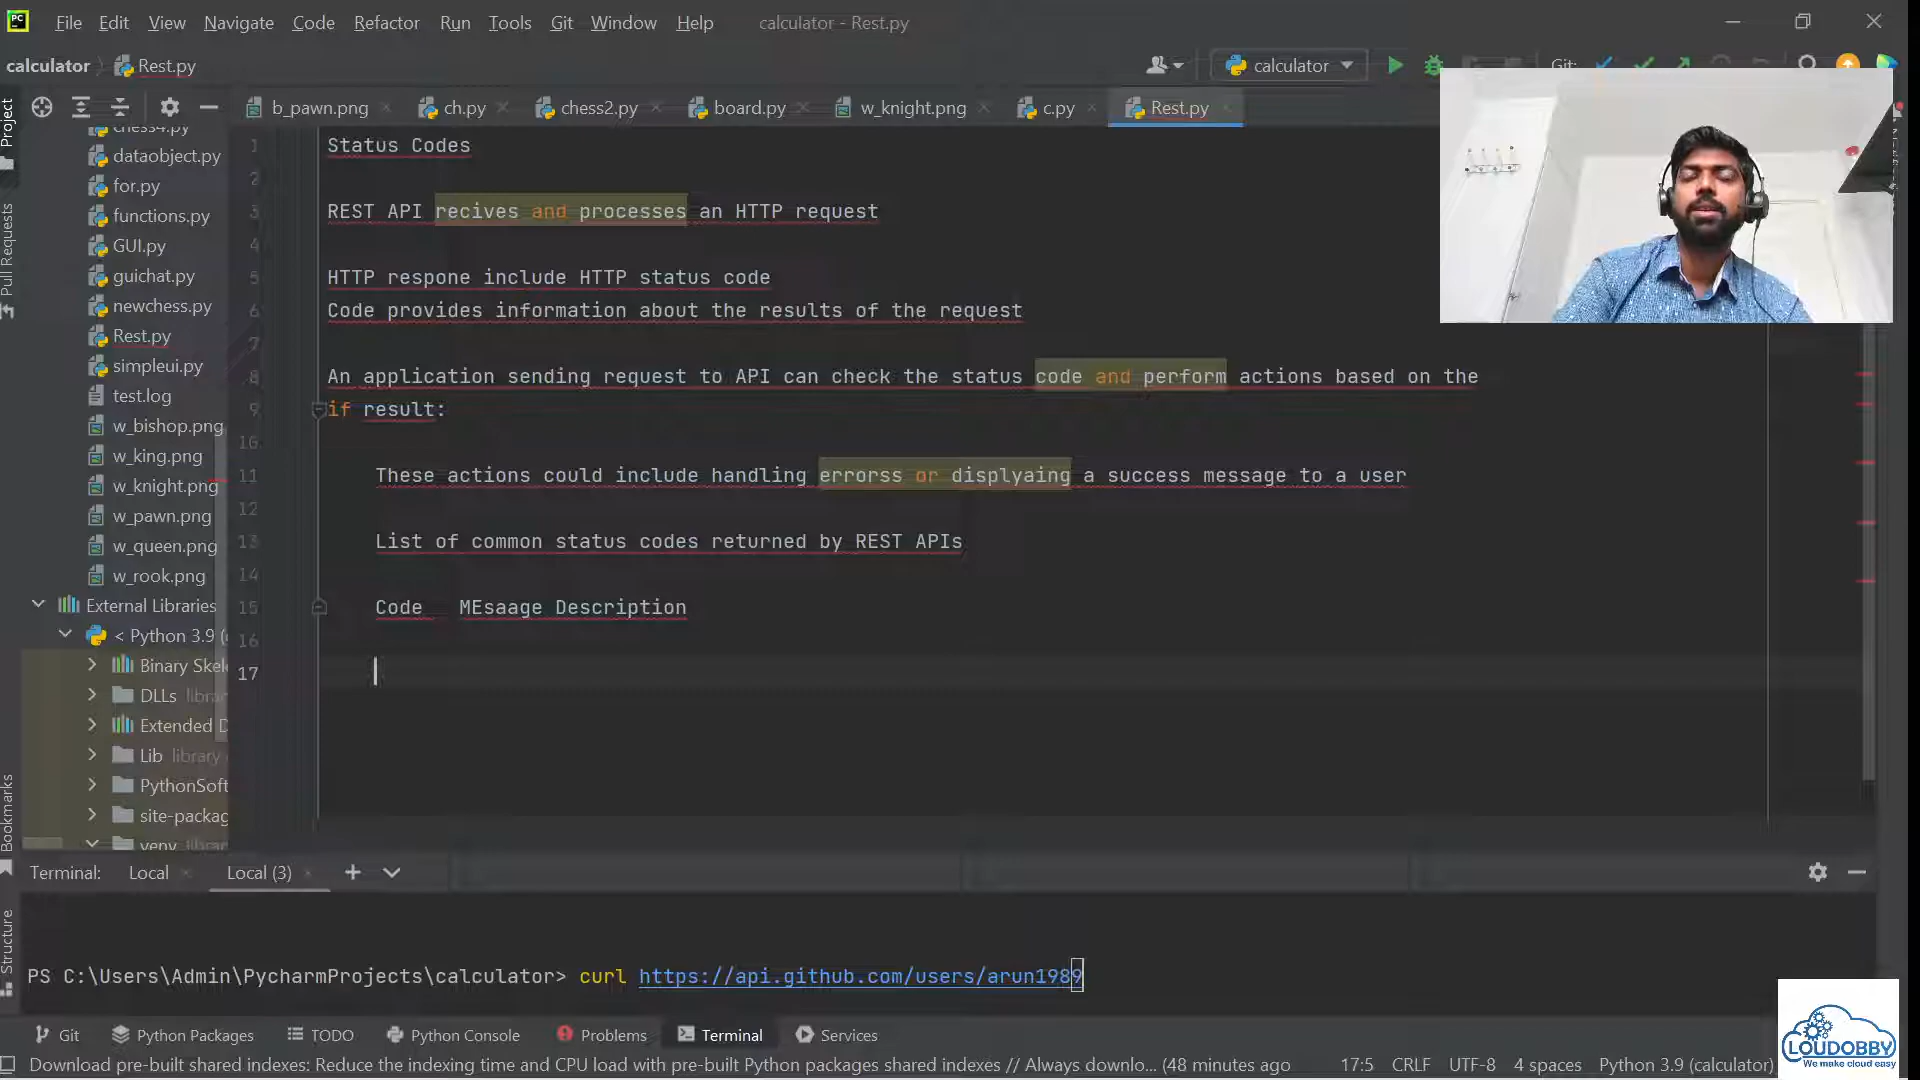 File Edit View Navigate Code Refactor Run Tools Git Window Help calculator - Rest.py
calculator Rest.py calculator Git:
b_pawn.png ch.py chess2.py board.py w_knight.png c.py Rest.py
Project
Pull Requests
Bookmarks
Structure
chess4.py
dataobject.py
for.py
functions.py
GUI.py
guichat.py
newchess.py
Rest.py
simpleui.py
test.log
w_bishop.png
w_king.png
w_knight.png
w_pawn.png
w_queen.png
w_rook.png
External Libraries
< Python 3.9 (
Binary Skel
DLLs librar
Extended D
Lib library
PythonSoft
site-packag
venv librar
1 Status Codes
2
3 REST API recives and processes an HTTP request
4
5 HTTP respone include HTTP status code
6 Code provides information about the results of the request
7
8 An application sending request to API can check the status code and perform actions based on the
9 if result:
10
11 These actions could include handling errorss or displyaing a success message to a user
12
13 List of common status codes returned by REST APIs
14
15 Code MEsaage Description
16
17
Terminal: Local Local (3)
PS C:\Users\Admin\PycharmProjects\calculator> curl https://api.github.com/users/arun1989
Git Python Packages TODO Python Console Problems Terminal Services
Download pre-built shared indexes: Reduce the indexing time and CPU load with pre-built Python packages shared indexes // Always downlo... (48 minutes ago 17:5 CRLF UTF-8 4 spaces Python 3.9 (calculator)
LOUDOBBY
We make cloud easy